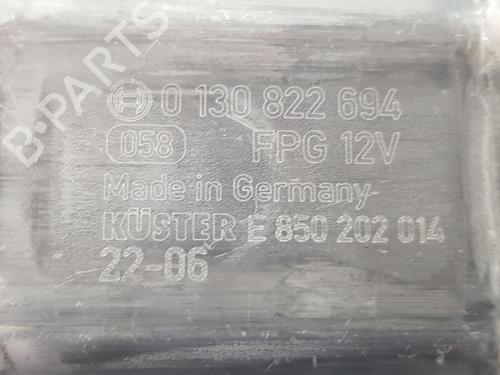 B-PARTS
0 130 822 694
058 FPG 12V
Made in Germany
KÜSTER E 850 202 014
22-06